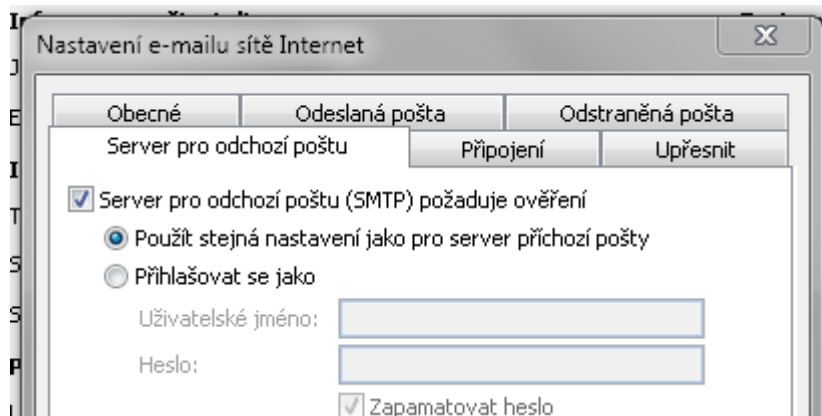 Nastavení e-mailu sítě Internet
Obecné Odeslaná pošta Odstraněná pošta
Server pro odchozí poštu Připojení Upřesnit
Server pro odchozí poštu (SMTP) požaduje ověření
Použít stejná nastavení jako pro server příchozí pošty
Přihlašovat se jako
Uživatelské jméno:
Heslo:
Zapamatovat heslo